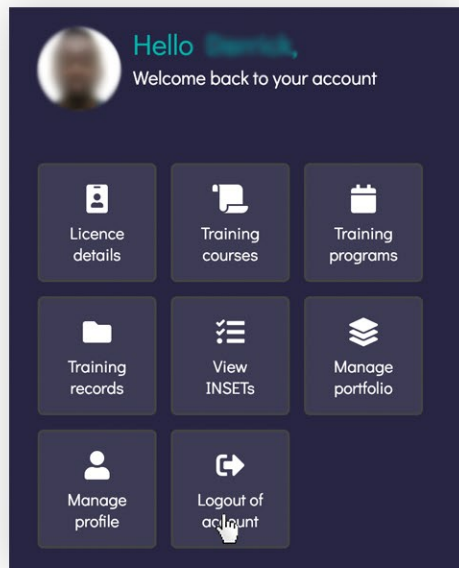 Hello
Welcome back to your account
Licence
details
Training
courses
Training
programs
Training
records
View
INSETs
Manage
portfolio
Manage
profile
Logout of
account